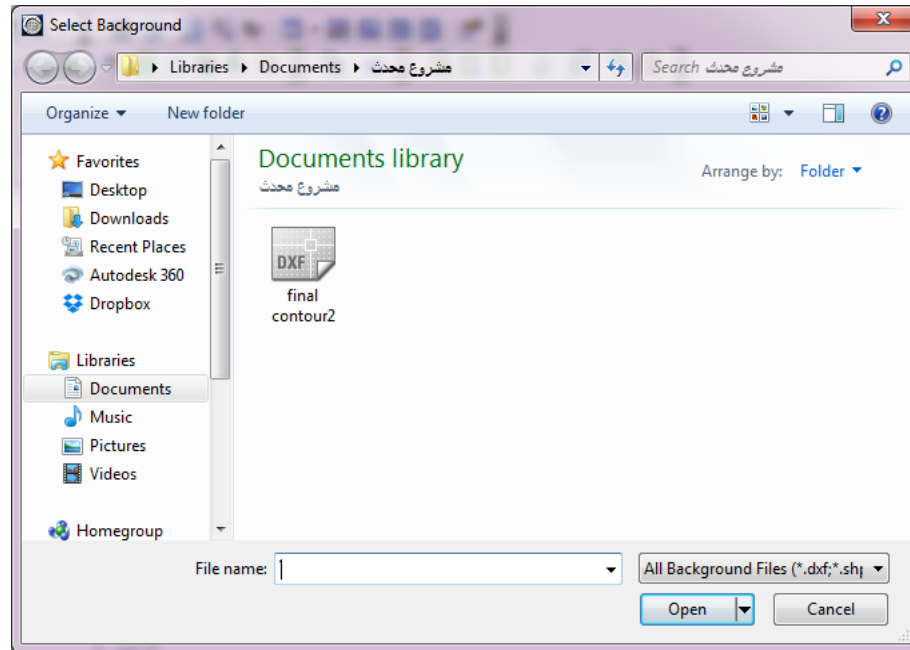 Select Background
Libraries Documents مشروع محدث
Search مشروع محدث
Organize New folder
Favorites
Desktop
Downloads
Recent Places
Autodesk 360
Dropbox
Libraries
Documents
Music
Pictures
Videos
Homegroup
Documents library
مشروع محدث
Arrange by: Folder
DXF
final
contour2
File name:
All Background Files (*.dxf;*.shp
Open Cancel